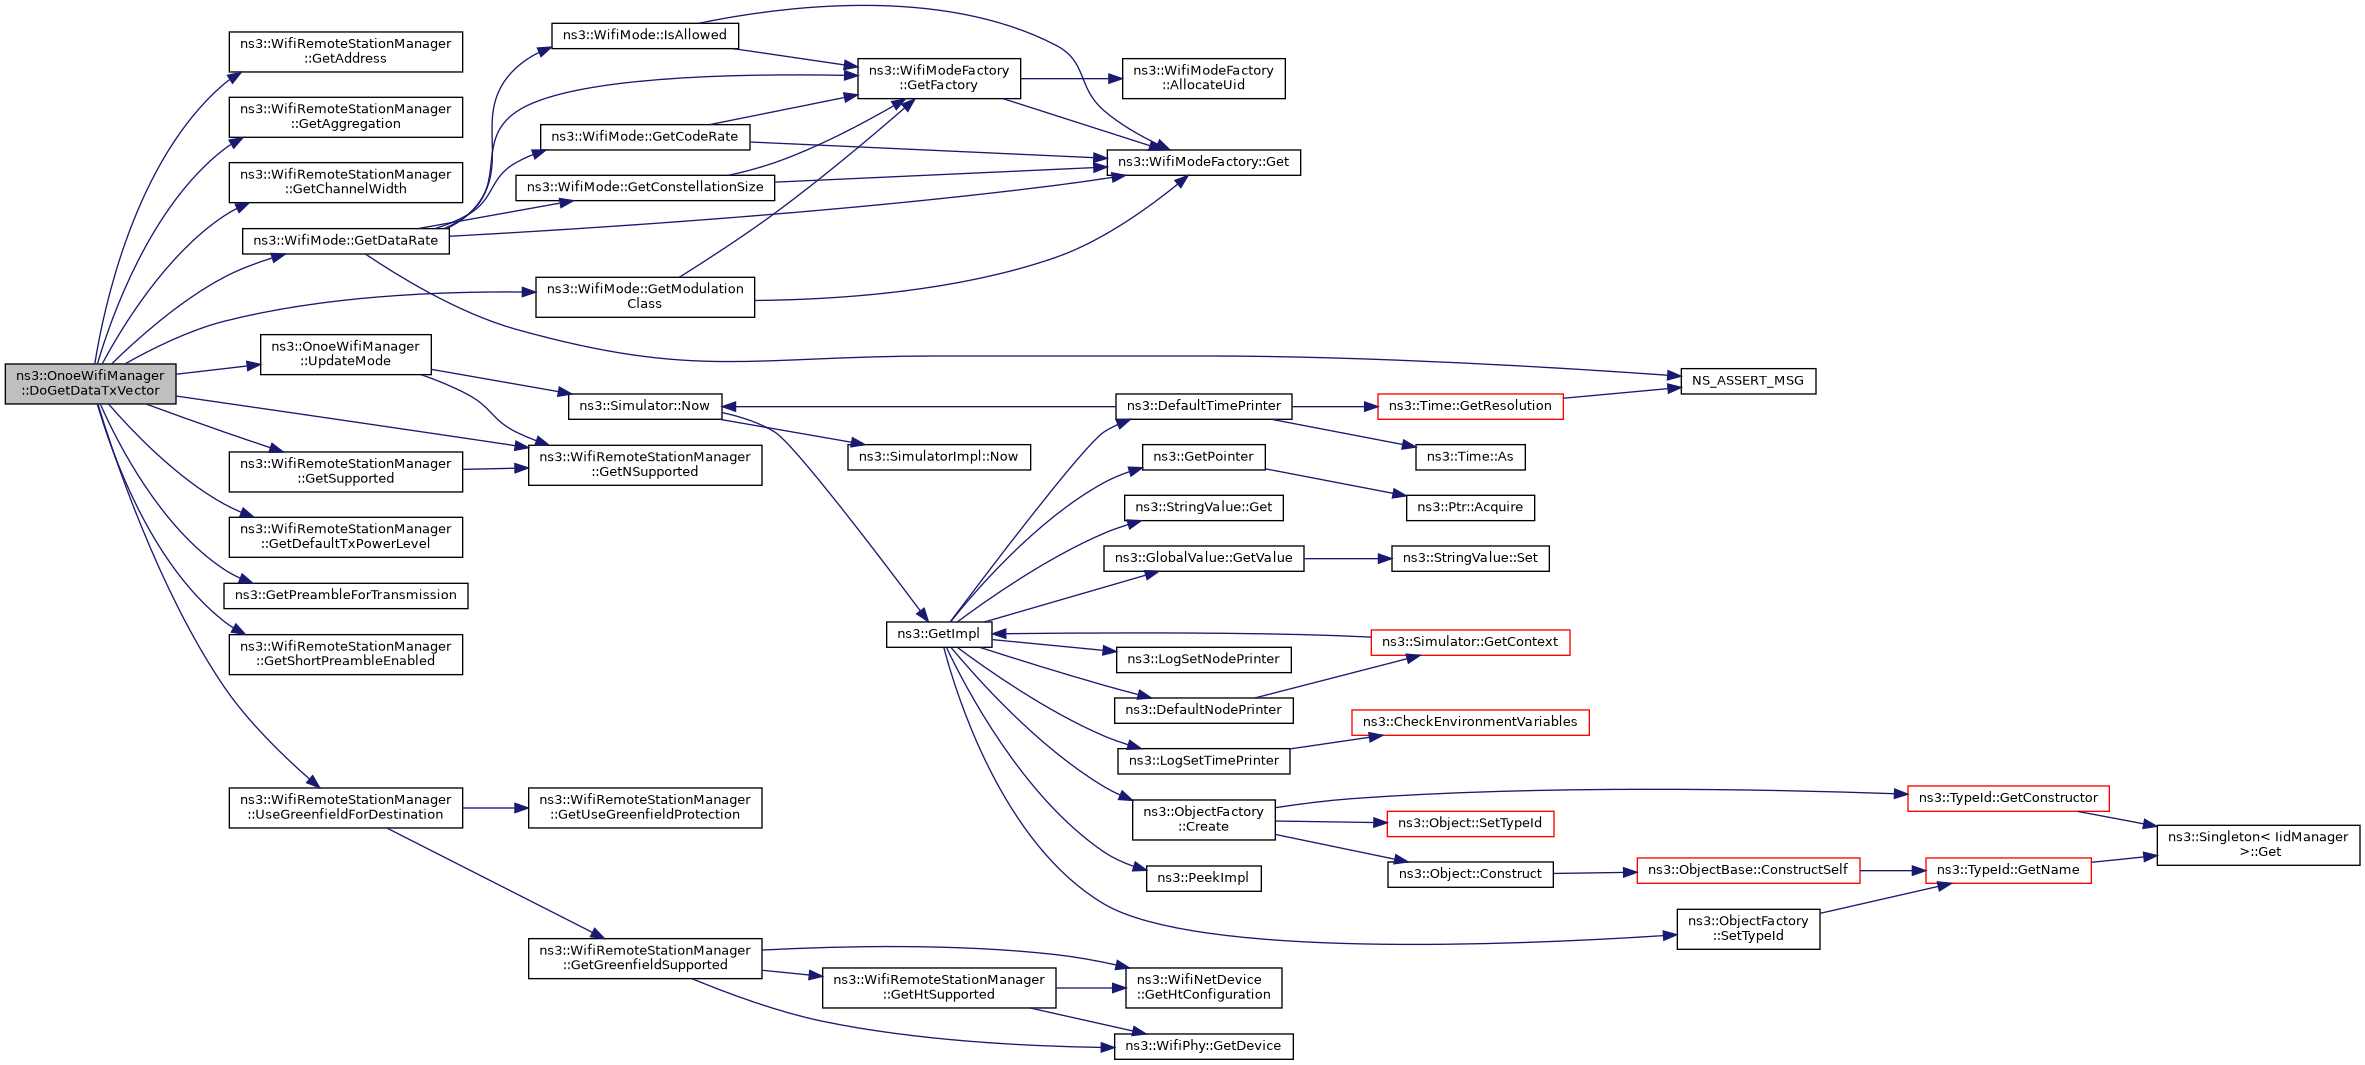 ns3::OnoeWifiManager
::DoGetDataTxVector
ns3::WifiRemoteStationManager
::GetAddress
ns3::WifiRemoteStationManager
::GetAggregation
ns3::WifiRemoteStationManager
::GetChannelWidth
ns3::WifiMode::GetDataRate
ns3::OnoeWifiManager
::UpdateMode
ns3::WifiRemoteStationManager
::GetSupported
ns3::WifiRemoteStationManager
::GetDefaultTxPowerLevel
ns3::GetPreambleForTransmission
ns3::WifiRemoteStationManager
::GetShortPreambleEnabled
ns3::WifiRemoteStationManager
::UseGreenfieldForDestination
ns3::WifiMode::IsAllowed
ns3::WifiMode::GetCodeRate
ns3::WifiMode::GetConstellationSize
ns3::WifiMode::GetModulation
Class
ns3::Simulator::Now
ns3::WifiRemoteStationManager
::GetNSupported
ns3::WifiRemoteStationManager
::GetUseGreenfieldProtection
ns3::WifiRemoteStationManager
::GetGreenfieldSupported
ns3::WifiModeFactory
::GetFactory
ns3::SimulatorImpl::Now
ns3::GetImpl
ns3::WifiRemoteStationManager
::GetHtSupported
ns3::WifiModeFactory
::AllocateUid
ns3::WifiModeFactory::Get
ns3::DefaultTimePrinter
ns3::GetPointer
ns3::StringValue::Get
ns3::GlobalValue::GetValue
ns3::LogSetNodePrinter
ns3::DefaultNodePrinter
ns3::LogSetTimePrinter
ns3::ObjectFactory
::Create
ns3::PeekImpl
ns3::WifiNetDevice
::GetHtConfiguration
ns3::WifiPhy::GetDevice
ns3::Time::GetResolution
ns3::Time::As
ns3::Ptr::Acquire
ns3::StringValue::Set
ns3::Simulator::GetContext
ns3::CheckEnvironmentVariables
ns3::Object::SetTypeId
ns3::Object::Construct
NS_ASSERT_MSG
ns3::ObjectBase::ConstructSelf
ns3::ObjectFactory
::SetTypeId
ns3::TypeId::GetConstructor
ns3::TypeId::GetName
ns3::Singleton< IidManager
>::Get